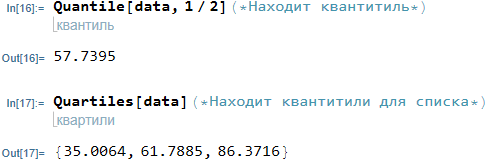 In[16]:= Quantile[data, 1 / 2] (*Находит квантитиль*)
квантиль
Out[16]= 57.7395
In[17]:= Quartiles[data] (*Находит квантитили для списка*)
квартили
Out[17]= {35.0064, 61.7885, 86.3716}